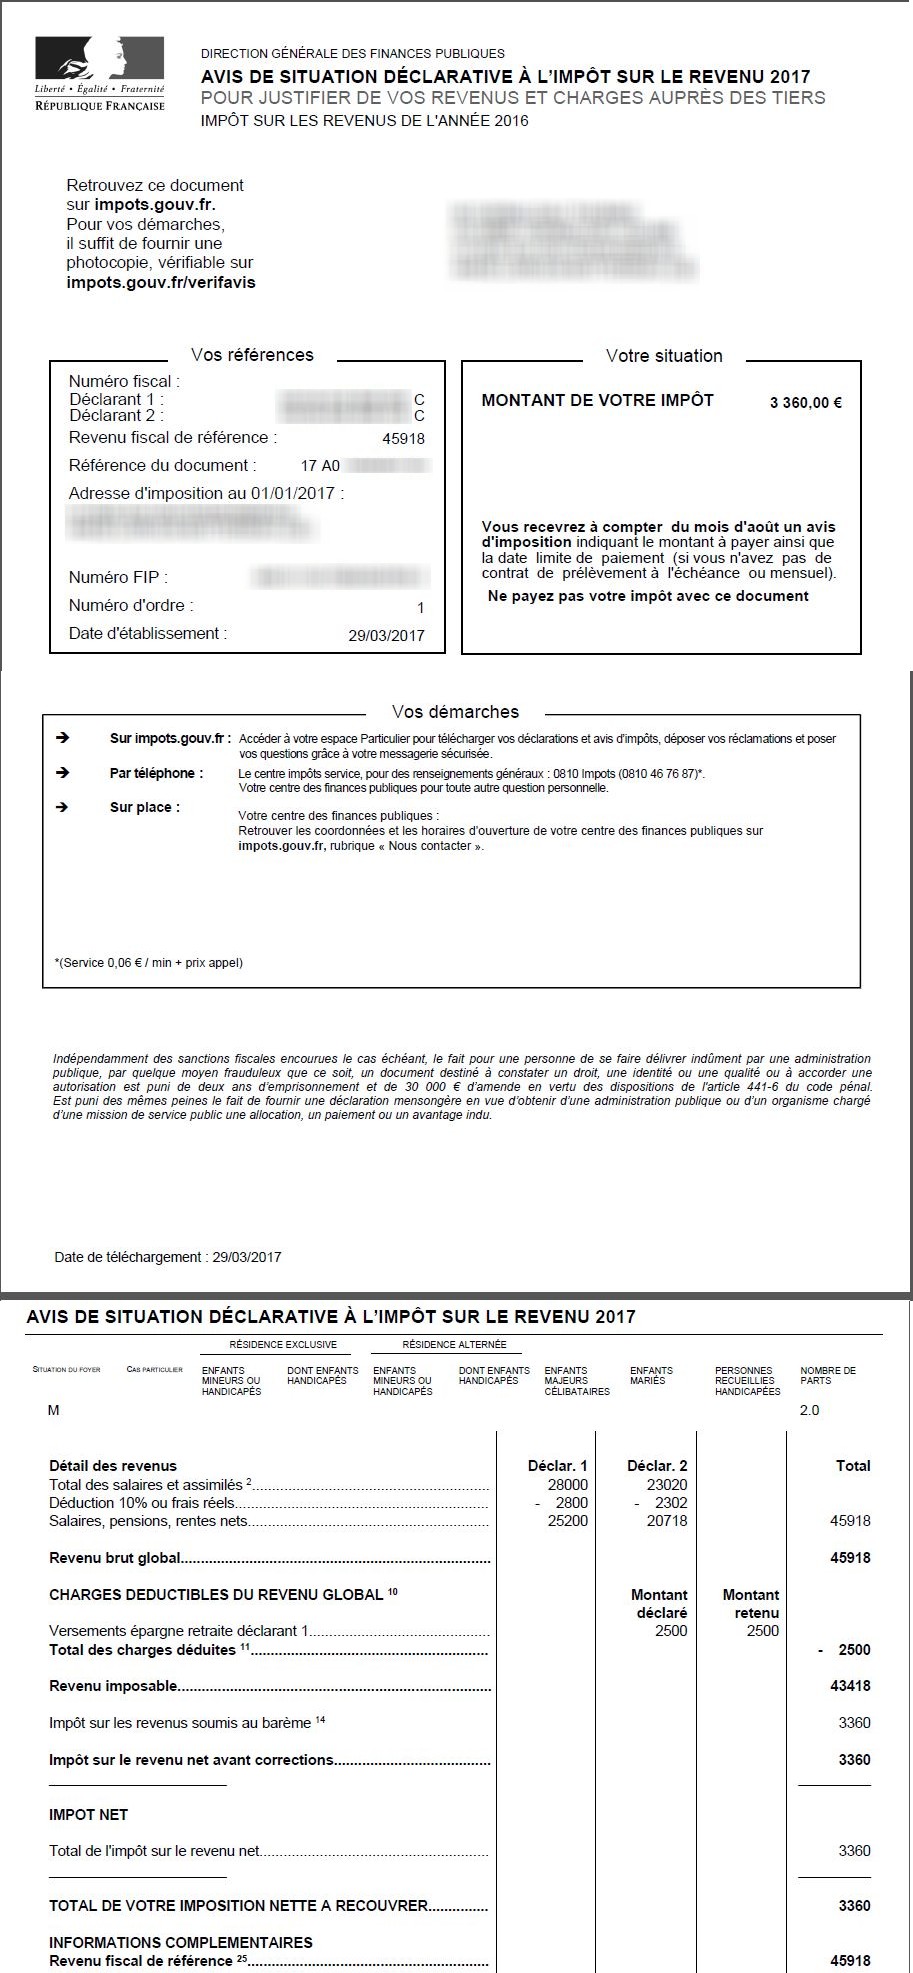 Liberté • Égalité • Fraternité
RÉPUBLIQUE FRANÇAISE
DIRECTION GÉNÉRALE DES FINANCES PUBLIQUES
AVIS DE SITUATION DÉCLARATIVE À L'IMPÔT SUR LE REVENU 2017
POUR JUSTIFIER DE VOS REVENUS ET CHARGES AUPRÈS DES TIERS
IMPÔT SUR LES REVENUS DE L'ANNÉE 2016
Retrouvez ce document
sur impots.gouv.fr.
Pour vos démarches,
il suffit de fournir une
photocopie, vérifiable sur
impots.gouv.fr/verifavis
Vos références
Numéro fiscal :
Déclarant 1 : C
Déclarant 2 : C
Revenu fiscal de référence : 45918
Référence du document : 17 A0
Adresse d'imposition au 01/01/2017 :
Numéro FIP :
Numéro d'ordre : 1
Date d'établissement : 29/03/2017
Votre situation
MONTANT DE VOTRE IMPÔT 3 360,00 €
Vous recevrez à compter du mois d'août un avis
d'imposition indiquant le montant à payer ainsi que
la date limite de paiement (si vous n'avez pas de
contrat de prélèvement à l'échéance ou mensuel).
Ne payez pas votre impôt avec ce document
Vos démarches
➔ Sur impots.gouv.fr : Accéder à votre espace Particulier pour télécharger vos déclarations et avis d'impôts, déposer vos réclamations et poser
vos questions grâce à votre messagerie sécurisée.
➔ Par téléphone : Le centre impôts service, pour des renseignements généraux : 0810 Impots (0810 46 76 87)*.
Votre centre des finances publiques pour toute autre question personnelle.
➔ Sur place :
Votre centre des finances publiques :
Retrouver les coordonnées et les horaires d'ouverture de votre centre des finances publiques sur
impots.gouv.fr, rubrique « Nous contacter ».
*(Service 0,06 € / min + prix appel)
Indépendamment des sanctions fiscales encourues le cas échéant, le fait pour une personne de se faire délivrer indûment par une administration
publique, par quelque moyen frauduleux que ce soit, un document destiné à constater un droit, une identité ou une qualité ou à accorder une
autorisation est puni de deux ans d'emprisonnement et de 30 000 € d'amende en vertu des dispositions de l'article 441-6 du code pénal.
Est puni des mêmes peines le fait de fournir une déclaration mensongère en vue d'obtenir d'une administration publique ou d'un organisme chargé
d'une mission de service public une allocation, un paiement ou un avantage indu.
Date de téléchargement : 29/03/2017
AVIS DE SITUATION DÉCLARATIVE À L'IMPÔT SUR LE REVENU 2017
RÉSIDENCE EXCLUSIVE RÉSIDENCE ALTERNÉE
SITUATION DU FOYER CAS PARTICULIER ENFANTS DONT ENFANTS ENFANTS DONT ENFANTS ENFANTS ENFANTS PERSONNES NOMBRE DE
MINEURS OU HANDICAPÉS MINEURS OU HANDICAPÉS MAJEURS MARIÉS RECUEILLIES PARTS
HANDICAPÉS HANDICAPÉS CÉLIBATAIRES HANDICAPÉES
M 2.0
Détail des revenus Déclar. 1 Déclar. 2 Total
Total des salaires et assimilés 2 28000 23020
Déduction 10% ou frais réels - 2800 - 2302
Salaires, pensions, rentes nets 25200 20718 45918
Revenu brut global 45918
CHARGES DEDUCTIBLES DU REVENU GLOBAL 10 Montant Montant
déclaré retenu
Versements épargne retraite déclarant 1 2500 2500
Total des charges déduites 11 - 2500
Revenu imposable 43418
Impôt sur les revenus soumis au barème 14 3360
Impôt sur le revenu net avant corrections 3360
IMPOT NET
Total de l'impôt sur le revenu net 3360
TOTAL DE VOTRE IMPOSITION NETTE A RECOUVRER 3360
INFORMATIONS COMPLEMENTAIRES
Revenu fiscal de référence 25 45918